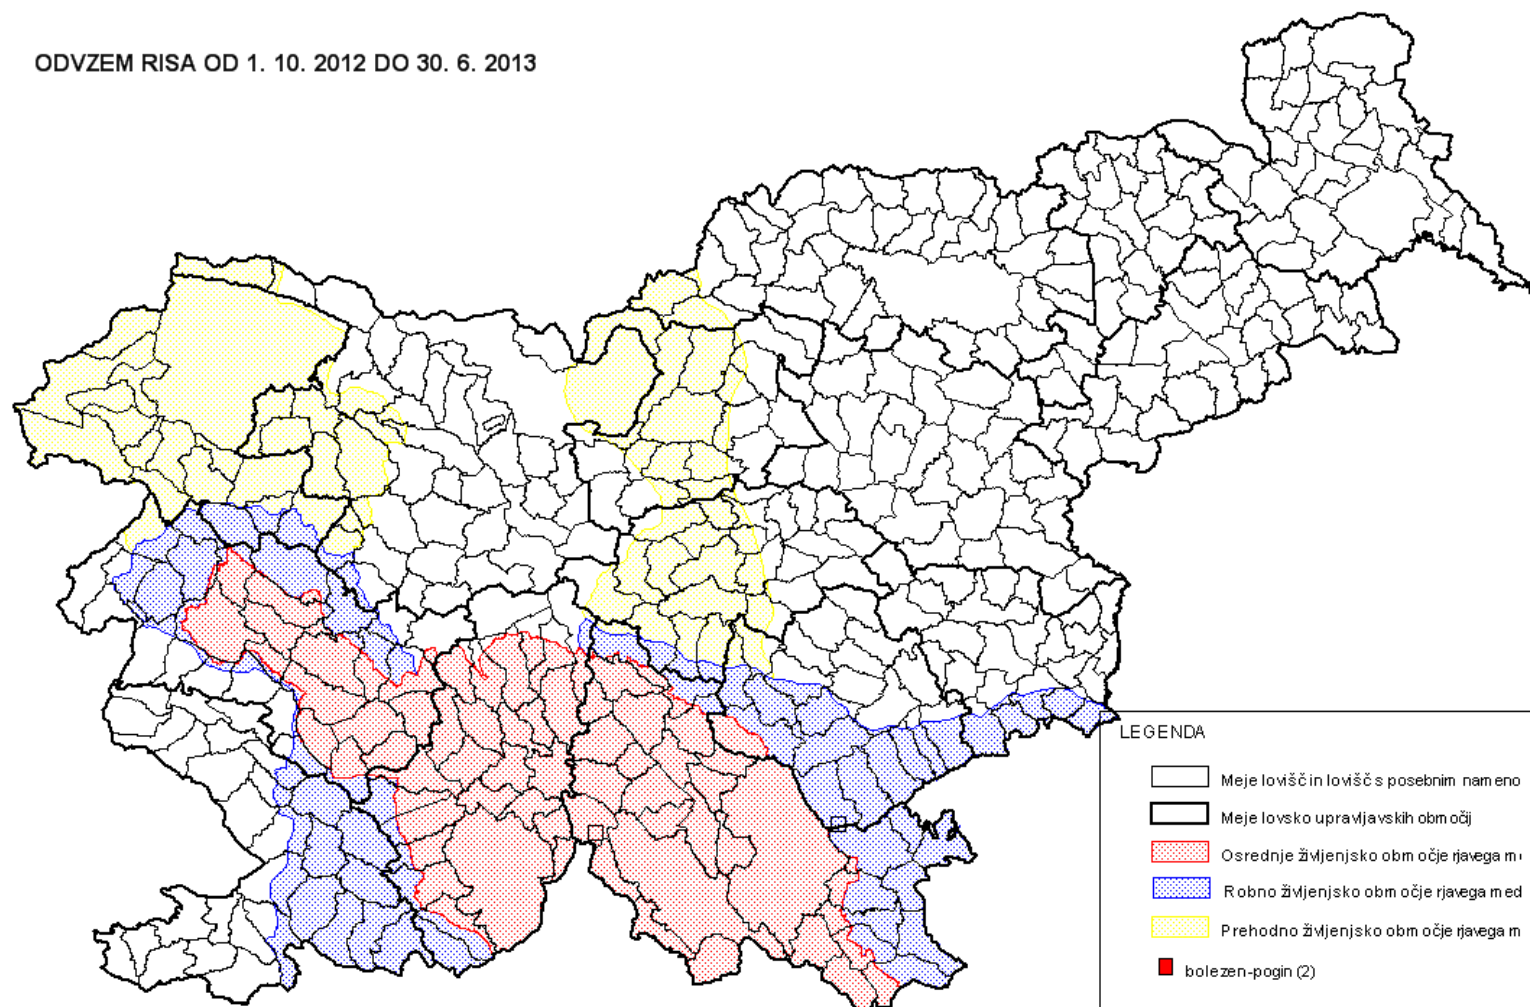 ODVZEM RISA OD 1. 10. 2012 DO 30. 6. 2013
LEGENDA
Meje lovišč in lovišč s posebnim nameno
Meje lovsko upravljavskih območij
Osrednje življenjsko območje rjavega m
Robno življenjsko območje rjavega med
Prehodno življenjsko območje rjavega m
bolezen-pogin (2)